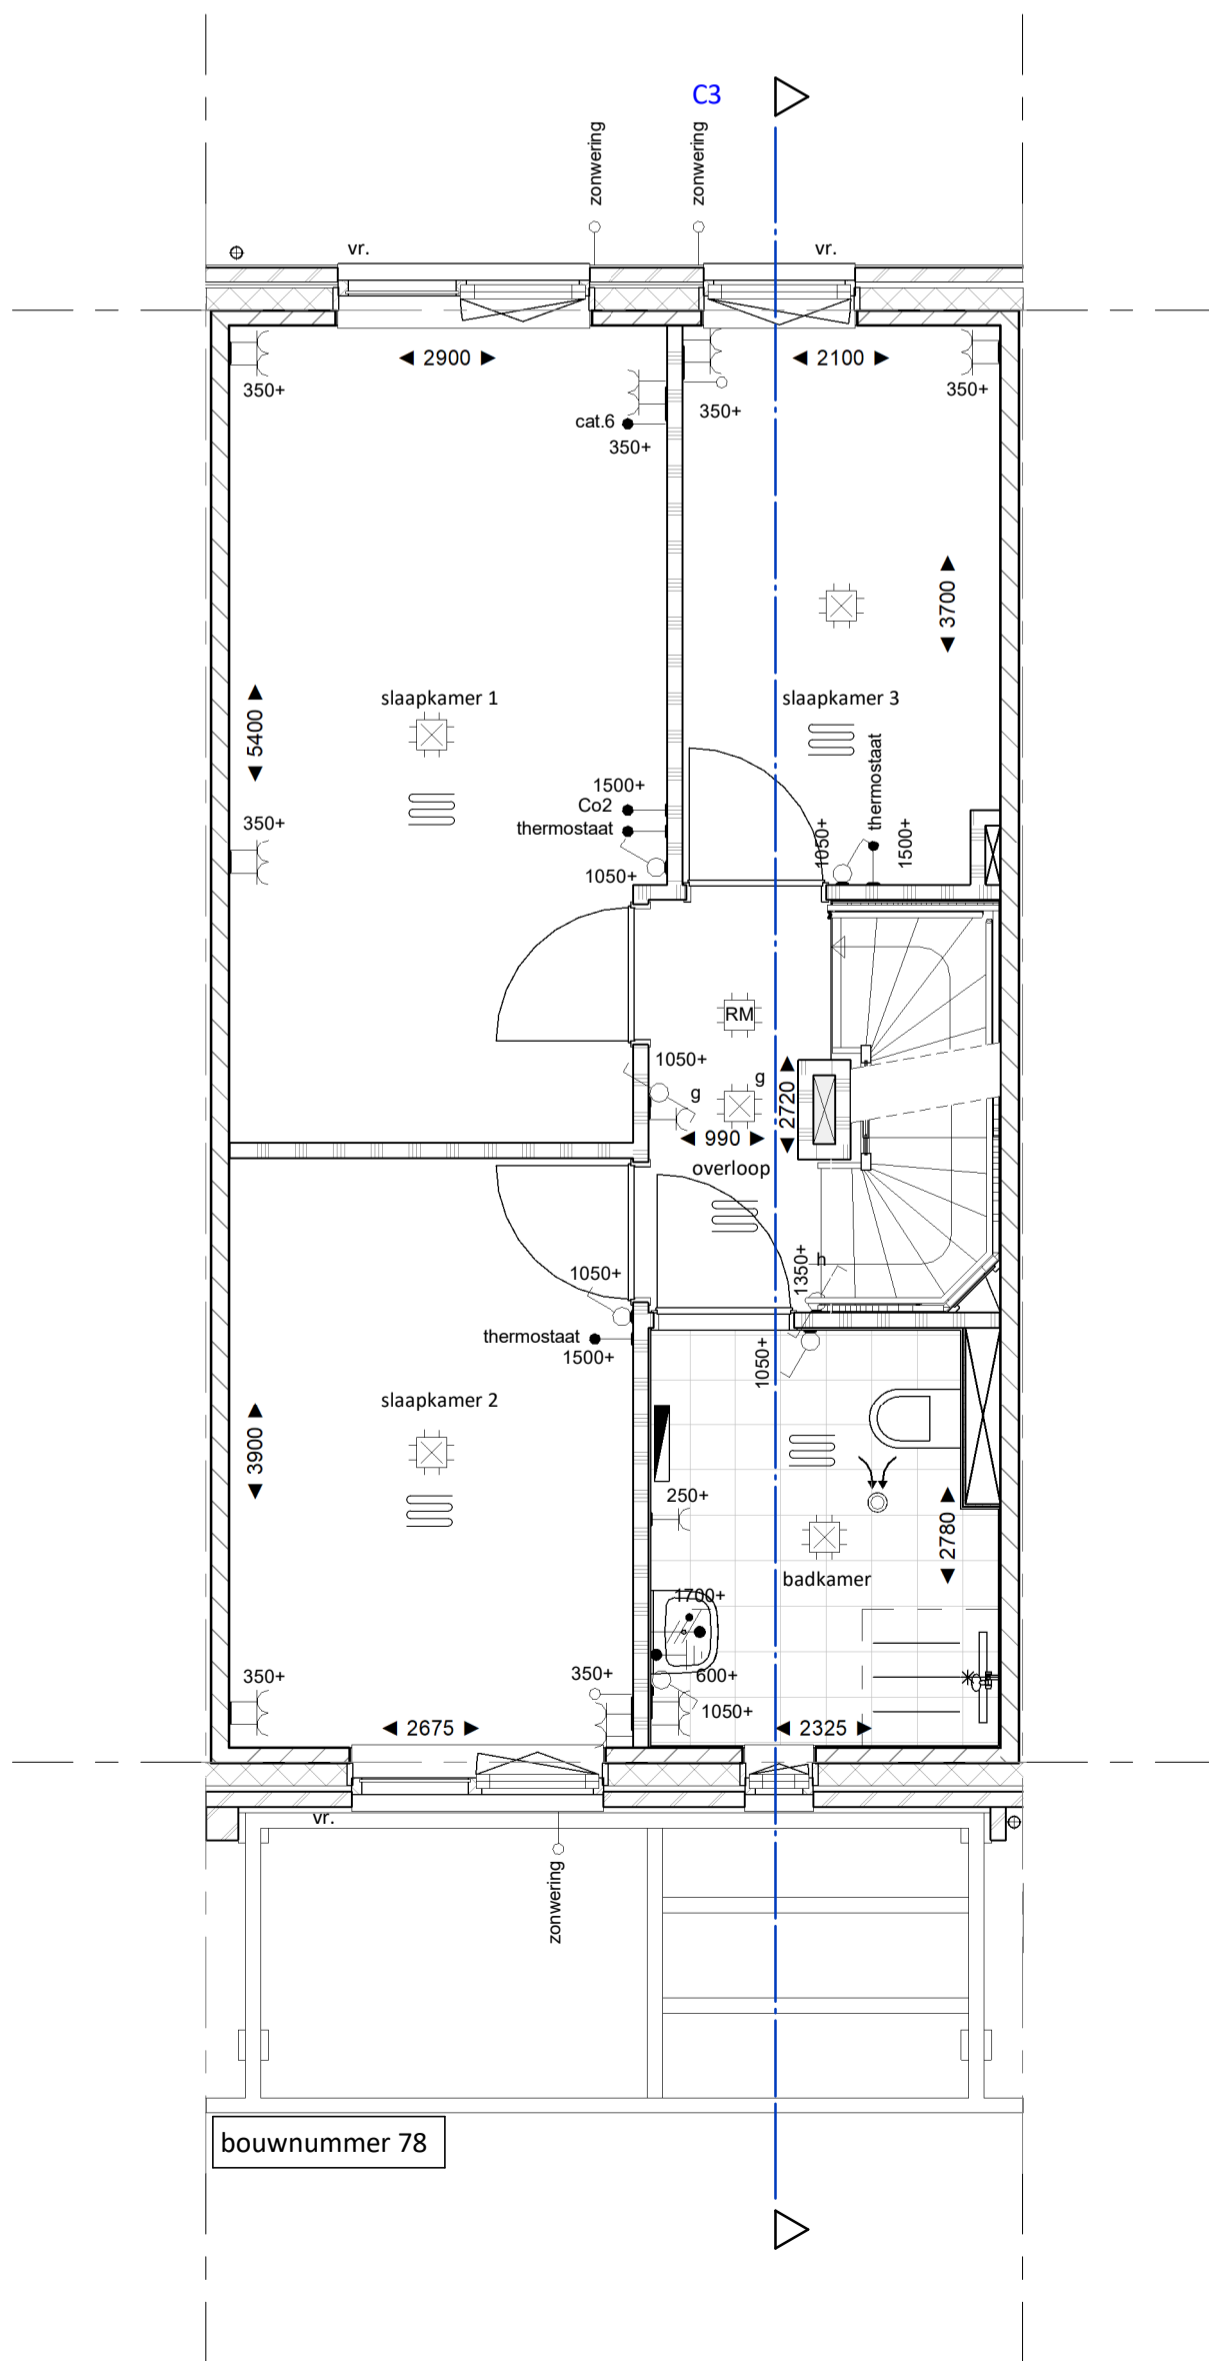 C3
zonwering
zonwering
vr.
vr.
◄ 2900 ►
◄ 2100 ►
350+
350+
350+
cat.6
350+
◄ 3700 ►
slaapkamer 1
slaapkamer 3
◄ 5400 ►
thermostaat
1500+
Co2
350+
thermostaat
1050+
1500+
1050+
RM
1050+
g
g
◄ 2720 ►
◄ 990 ►
overloop
1350+
h
1050+
thermostaat
1500+
1050+
slaapkamer 2
◄ 3900 ►
250+
◄ 2780 ►
badkamer
1700+
350+
350+
600+
1050+
◄ 2675 ►
◄ 2325 ►
vr.
zonwering
bouwnummer 78